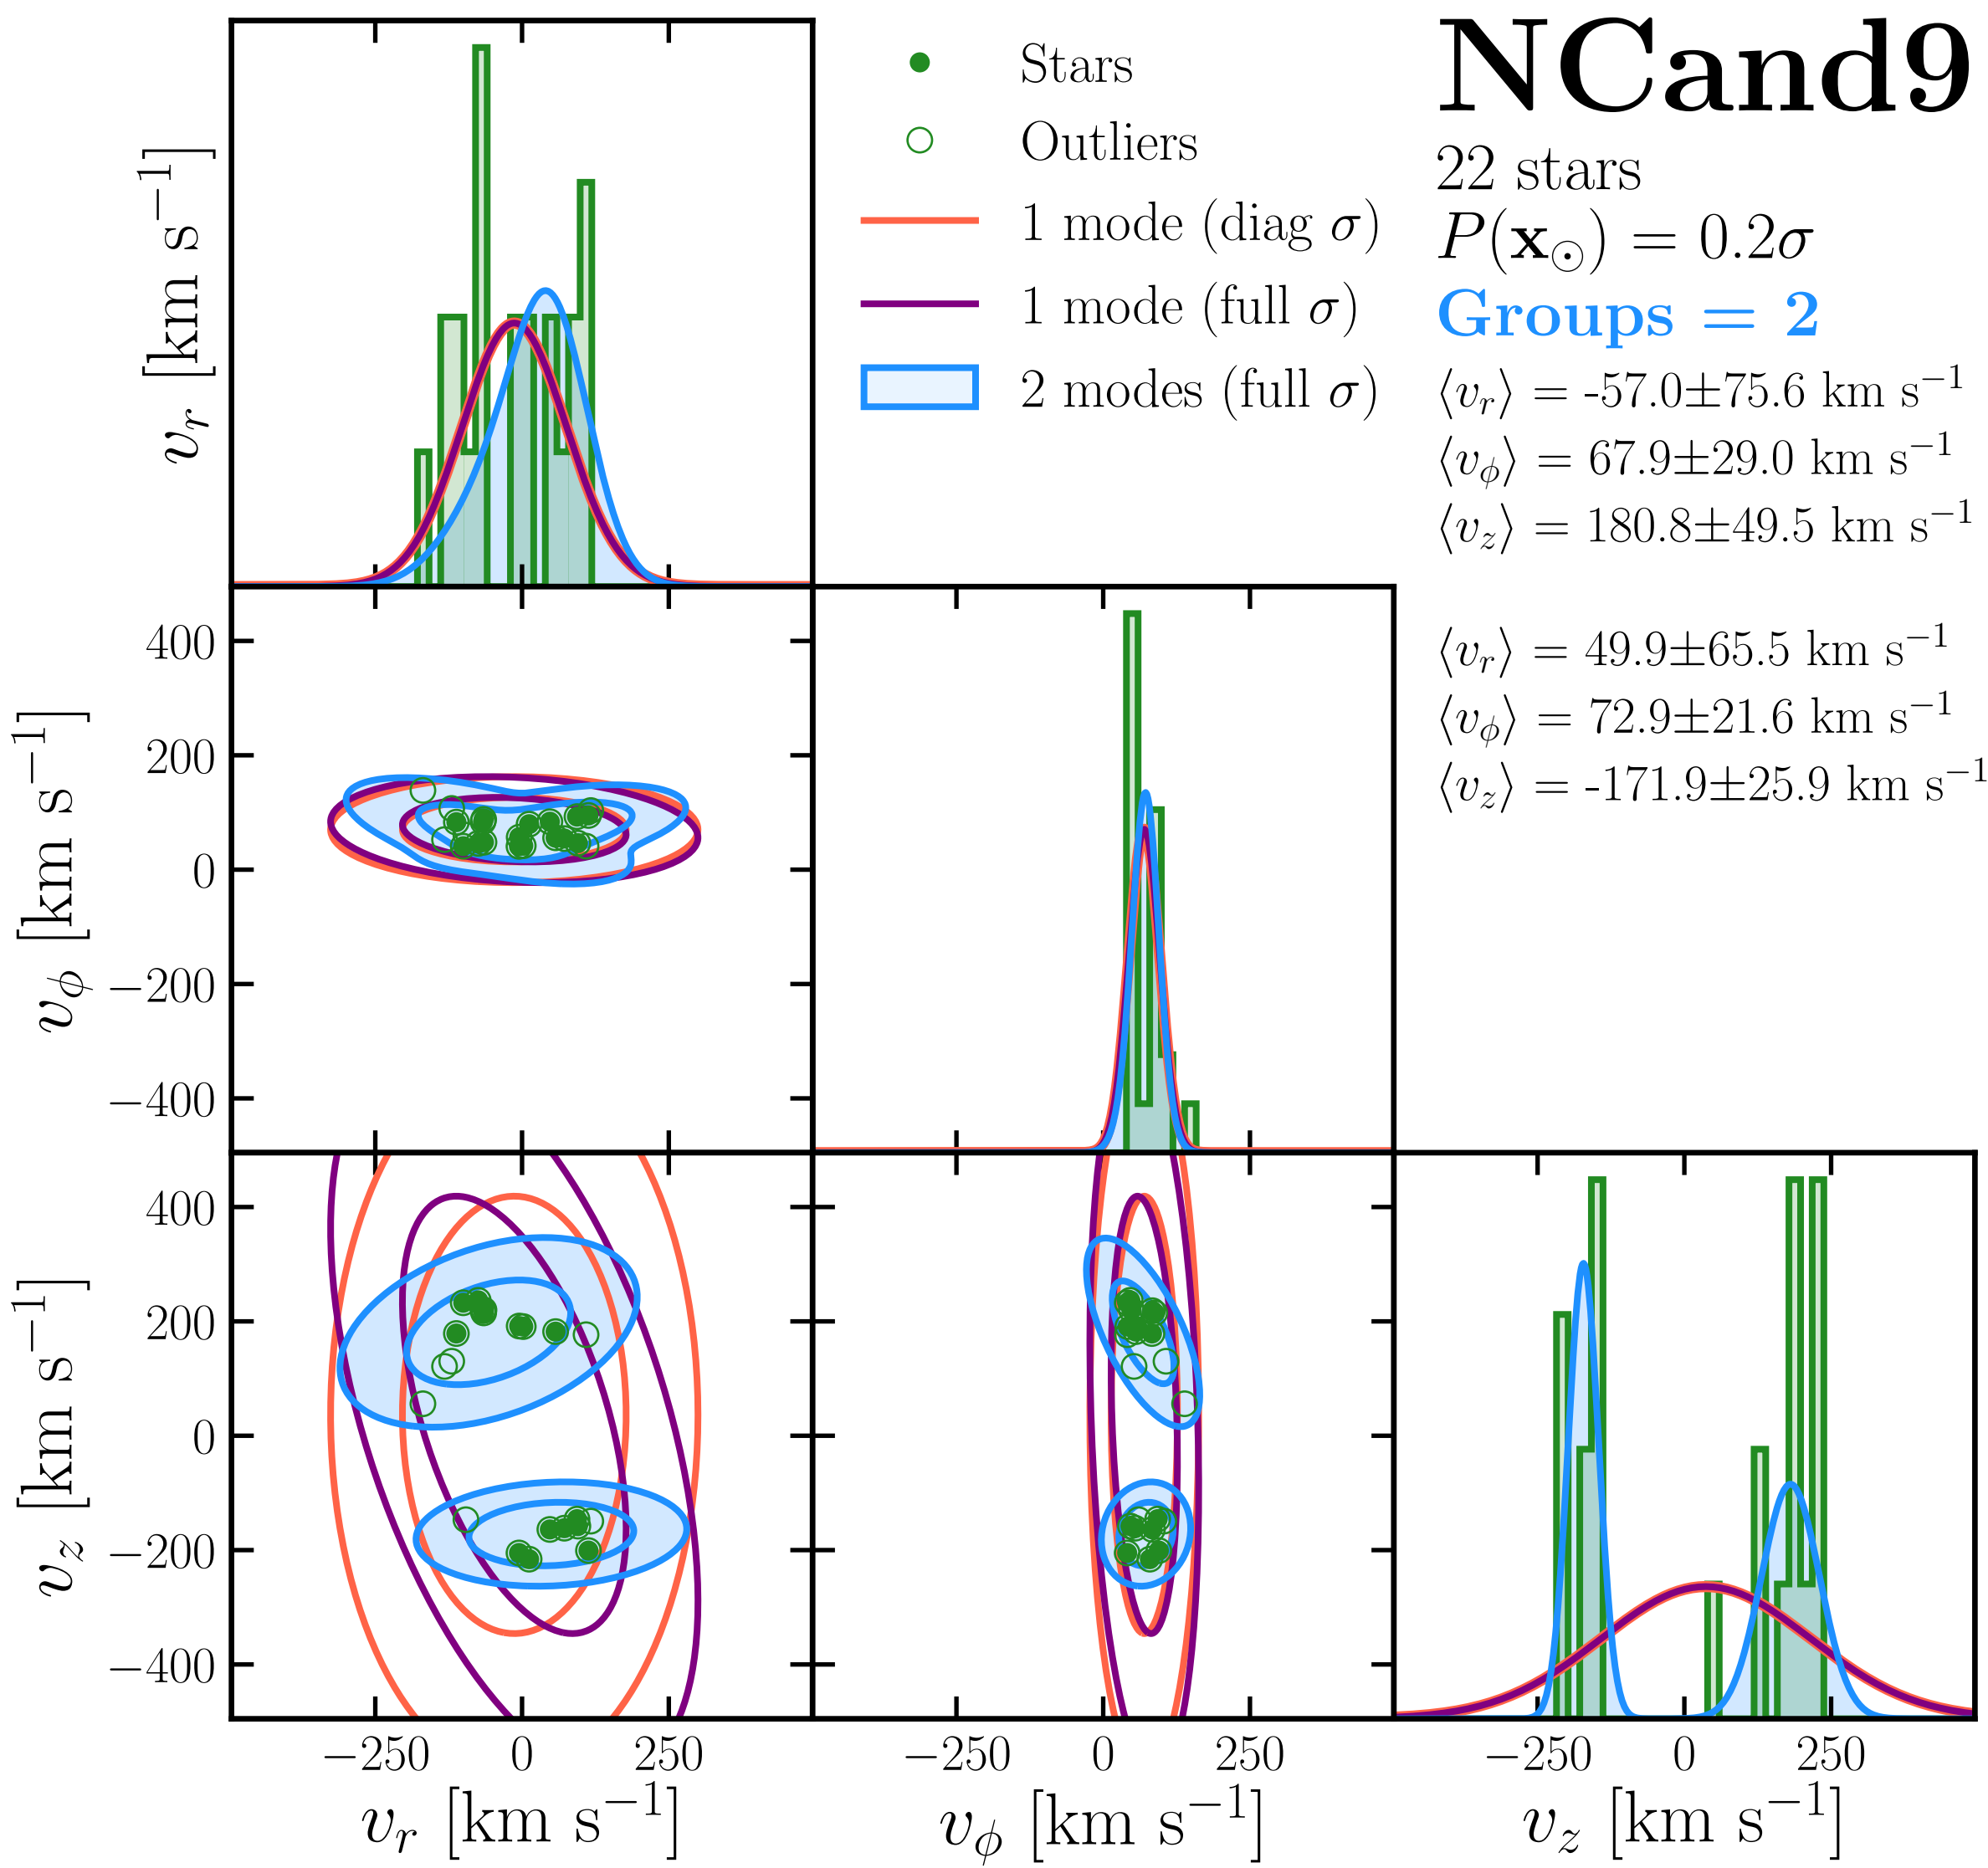 NCand9
22 stars
P(x⊙) = 0.2σ
Groups = 2
⟨v_r⟩ = -57.0±75.6 km s⁻¹
⟨v_ϕ⟩ = 67.9±29.0 km s⁻¹
⟨v_z⟩ = 180.8±49.5 km s⁻¹
⟨v_r⟩ = 49.9±65.5 km s⁻¹
⟨v_ϕ⟩ = 72.9±21.6 km s⁻¹
⟨v_z⟩ = -171.9±25.9 km s⁻¹
Stars
Outliers
1 mode (diag σ)
1 mode (full σ)
2 modes (full σ)
v_r [km s⁻¹]
400
200
0
−200
−400
v_ϕ [km s⁻¹]
400
200
0
−200
−400
v_z [km s⁻¹]
−250 0 250
−250 0 250
−250 0 250
v_r [km s⁻¹]
v_ϕ [km s⁻¹]
v_z [km s⁻¹]